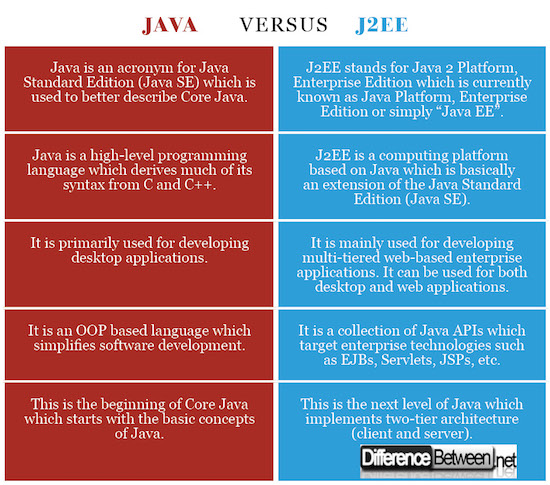 JAVA VERSUS J2EE
Java is an acronym for Java
Standard Edition (Java SE) which is
used to better describe Core Java.
J2EE stands for Java 2 Platform,
Enterprise Edition which is currently
known as Java Platform, Enterprise
Edition or simply “Java EE”.
Java is a high-level programming
language which derives much of its
syntax from C and C++.
J2EE is a computing platform
based on Java which is basically
an extension of the Java Standard
Edition (Java SE).
It is primarily used for developing
desktop applications.
It is mainly used for developing
multi-tiered web-based enterprise
applications. It can be used for both
desktop and web applications.
It is an OOP based language which
simplifies software development.
It is a collection of Java APIs which
target enterprise technologies such
as EJBs, Servlets, JSPs, etc.
This is the beginning of Core Java
which starts with the basic concepts
of Java.
This is the next level of Java which
implements two-tier architecture
(client and server).
DifferenceBetween.net